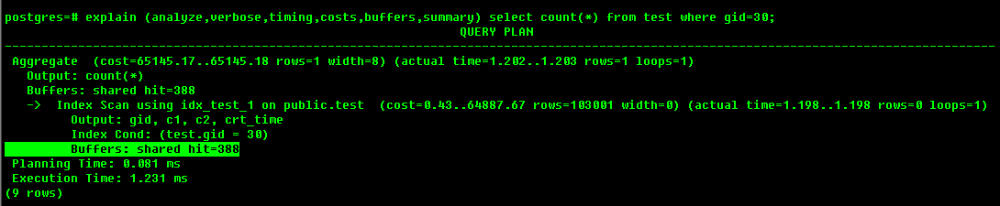 postgres=# explain (analyze,verbose,timing,costs,buffers,summary) select count(*) from test where gid=30;
QUERY PLAN
-----------------------------------------------------------------------------------------------------------------------------------------
Aggregate  (cost=65145.17..65145.18 rows=1 width=8) (actual time=1.202..1.203 rows=1 loops=1)
Output: count(*)
Buffers: shared hit=388
->  Index Scan using idx_test_1 on public.test  (cost=0.43..64887.67 rows=103001 width=0) (actual time=1.198..1.198 rows=0 loops=1)
Output: gid, c1, c2, crt_time
Index Cond: (test.gid = 30)
Buffers: shared hit=388
Planning Time: 0.081 ms
Execution Time: 1.231 ms
(9 rows)